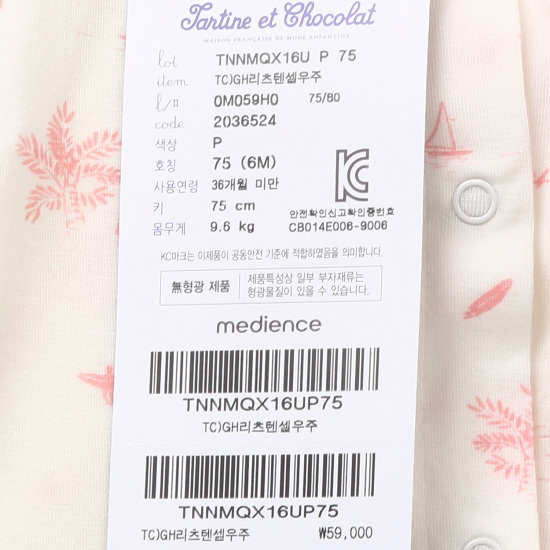 Tartine et Chocolat
MAISON FRANÇAISE DE MODE ENFANTINE
lot TNNMQX16U P 75
item TC)GH리츠텐셀우주
l/# 0M059H0 75/80
code 2036524
색상 P
호칭 75 (6M)
사용연령 36개월 미만
키 75 cm
몸무게 9.6 kg
안전확인신고확인증번호
CB014E006-9006
KC마크는 이제품이 공동안전 기준에 적합하였음을 의미합니다.
無형광 제품
제품특성상 일부 부자재류는
형광물질이 있을 수 있습니다.
medience
TNNMQX16UP75
TC)GH리츠텐셀우주
TNNMQX16UP75
TC)GH리츠텐셀우주 ₩59,000